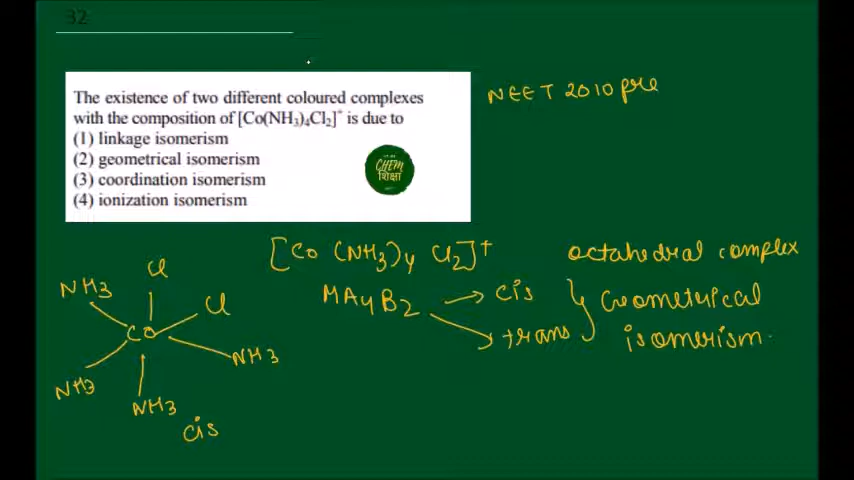 32
The existence of two different coloured complexes
with the composition of [Co(NH₃)₄Cl₂]⁺ is due to
(1) linkage isomerism
(2) geometrical isomerism
(3) coordination isomerism
(4) ionization isomerism
CHEM
शिक्षा
NEET 2010 pre
[Co (NH3)4 Cl2]+
octahedral complex
MA4B2
cis
trans
Geometrical
isomerism.
Cl
NH3
Cl
Co
NH3
NH3
NH3
cis